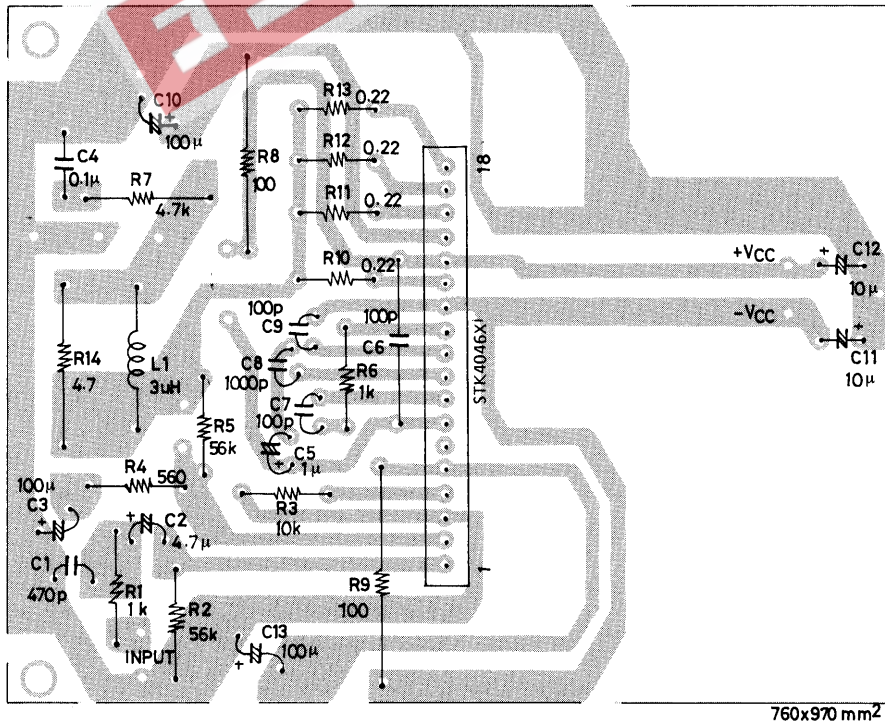 C10
+
100μ
R13
0.22
R12
0.22
R11
0.22
R10
0.22
R8
100
C4
0.1μ
R7
4.7k
18
+VCC
+
C12
10μ
-VCC
+
C11
10μ
100p
C9
100p
C6
C8
1000p
R6
1k
C7
100p
STK4046XI
R14
4.7
L1
3uH
R5
56k
C5
+
1μ
R4
560
100μ
C3
+
R3
10k
+
C2
4.7μ
C1
470p
R1
1k
R2
56k
R9
100
1
INPUT
C13
+
100μ
760x970 mm2